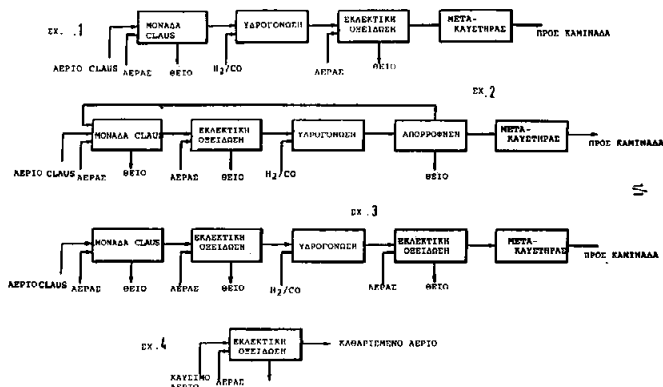 ΣΧ. .1
ΜΟΝΑΔΑ CLAUS
ΥΔΡΟΓΟΝΩΣΗ
ΕΚΛΕΚΤΙΚΗ ΟΞΕΙΔΩΣΗ
ΜΕΤΑ-ΚΑΥΣΤΗΡΑΣ
ΠΡΟΣ ΚΑΜΙΝΑΔΑ
ΑΕΡΙΟ CLAUS
ΑΕΡΑΣ
ΘΕΙΟ
H2/CO
ΑΕΡΑΣ
ΘΕΙΟ
ΣΧ.2
ΜΟΝΑΔΑ CLAUS
ΕΚΛΕΚΤΙΚΗ ΟΞΕΙΔΩΣΗ
ΥΔΡΟΓΟΝΩΣΗ
ΑΠΟΡΡΟΦΗΣΗ
ΜΕΤΑ-ΚΑΥΣΤΗΡΑΣ
ΠΡΟΣ ΚΑΜΙΝΑΔΑ
ΑΕΡΙΟ CLAUS
ΑΕΡΑΣ
ΘΕΙΟ
ΑΕΡΑΣ
ΘΕΙΟ
H2/CO
ΘΕΙΟ
ΣΧ.3
ΜΟΝΑΔΑ CLAUS
ΕΚΛΕΚΤΙΚΗ ΟΞΕΙΔΩΣΗ
ΥΔΡΟΓΟΝΩΣΗ
ΕΚΛΕΚΤΙΚΗ ΟΞΕΙΔΩΣΗ
ΜΕΤΑ-ΚΑΥΣΤΗΡΑΣ
ΠΡΟΣ ΚΑΜΙΝΑΔΑ
ΑΕΡΙΟ CLAUS
ΑΕΡΑΣ
ΘΕΙΟ
ΑΕΡΑΣ
ΘΕΙΟ
H2/CO
ΑΕΡΑΣ
ΘΕΙΟ
ΣΧ.4
ΕΚΛΕΚΤΙΚΗ ΟΞΕΙΔΩΣΗ
ΚΑΘΑΡΙΣΜΕΝΟ ΑΕΡΙΟ
ΚΑΥΣΙΜΟ ΑΕΡΙΟ
ΑΕΡΑΣ